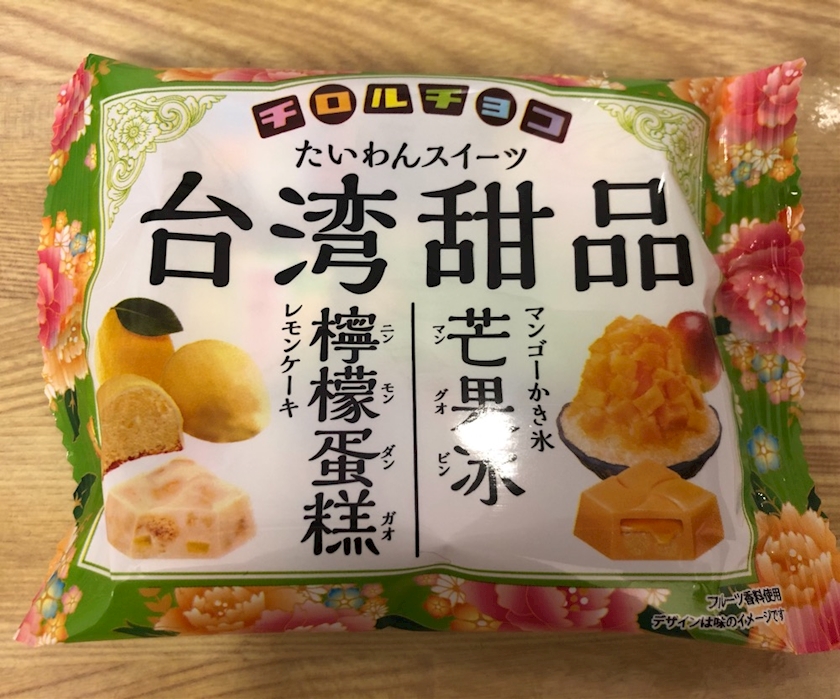 チロルチョコ
たいわんスイーツ
台湾甜品
マンゴーかき氷
芒果冰
マン グオ ビン
檸檬蛋糕
ニン モン ダン ガオ
レモンケーキ
フルーツ香料使用
デザインは味のイメージです